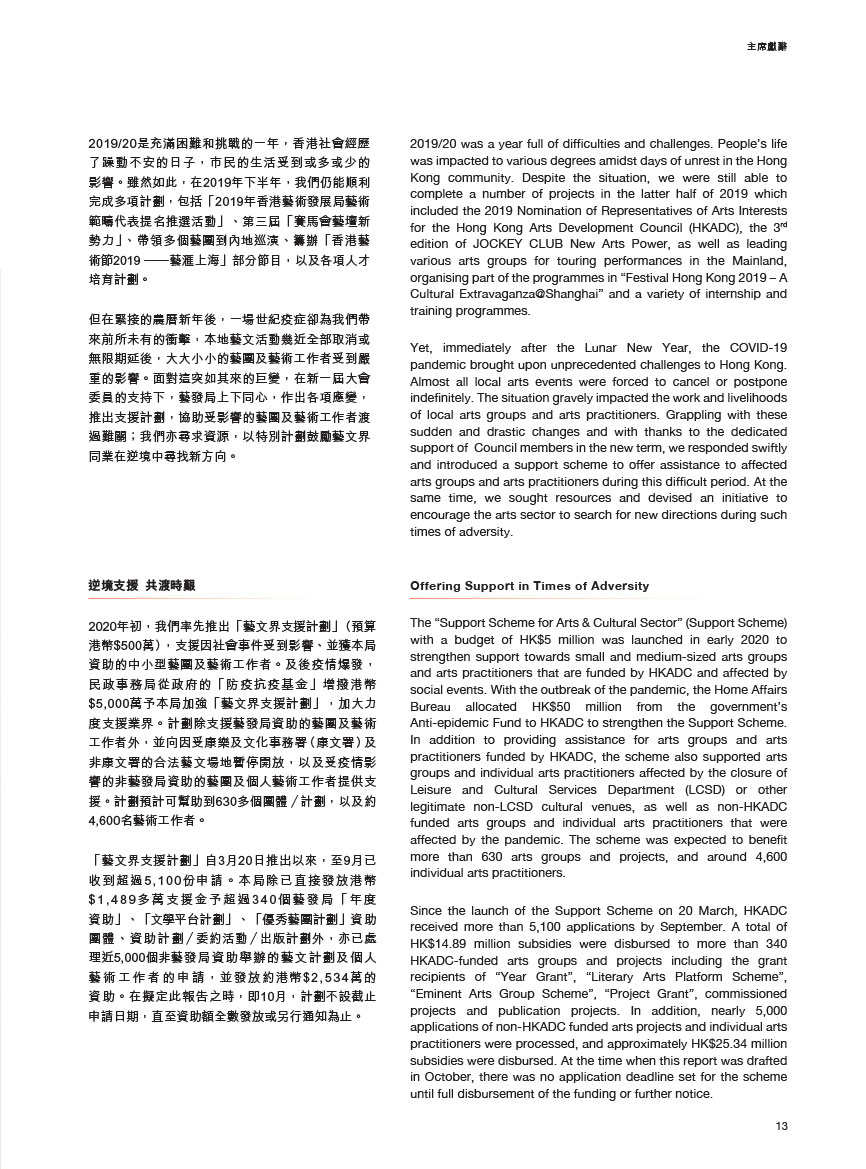 主席獻辭
2019/20是充滿困難和挑戰的一年，香港社會經歷
了躁動不安的日子，市民的生活受到或多或少的
影響。雖然如此，在2019年下半年，我們仍能順利
完成多項計劃，包括「2019年香港藝術發展局藝術
範疇代表提名推選活動」、第三屆「賽馬會藝壇新
勢力」、帶領多個藝團到內地巡演、籌辦「香港藝
術節2019 ──藝滙上海」部分節目，以及各項人才
培育計劃。
但在緊接的農曆新年後，一場世紀疫症卻為我們帶
來前所未有的衝擊，本地藝文活動幾近全部取消或
無限期延後，大大小小的藝團及藝術工作者受到嚴
重的影響。面對這突如其來的巨變，在新一屆大會
委員的支持下，藝發局上下同心，作出各項應變，
推出支援計劃，協助受影響的藝團及藝術工作者渡
過難關；我們亦尋求資源，以特別計劃鼓勵藝文界
同業在逆境中尋找新方向。
逆境支援 共渡時艱
2020年初，我們率先推出「藝文界支援計劃」（預算
港幣$500萬），支援因社會事件受到影響、並獲本局
資助的中小型藝團及藝術工作者。及後疫情爆發，
民政事務局從政府的「防疫抗疫基金」增撥港幣
$5,000萬予本局加強「藝文界支援計劃」，加大力
度支援業界。計劃除支援藝發局資助的藝團及藝術
工作者外，並向因受康樂及文化事務署（康文署）及
非康文署的合法藝文場地暫停開放，以及受疫情影
響的非藝發局資助的藝團及個人藝術工作者提供支
援。計劃預計可幫助到630多個團體／計劃，以及約
4,600名藝術工作者。
「藝文界支援計劃」自3月20日推出以來，至9月已
收到超過5,100份申請。本局除已直接發放港幣
$1,489多萬支援金予超過340個藝發局「年度
資助」、「文學平台計劃」、「優秀藝團計劃」資助
團體、資助計劃／委約活動／出版計劃外，亦已處
理近5,000個非藝發局資助舉辦的藝文計劃及個人
藝術工作者的申請，並發放約港幣$2,534萬的
資助。在擬定此報告之時，即10月，計劃不設截止
申請日期，直至資助額全數發放或另行通知為止。
2019/20 was a year full of difficulties and challenges. People's life
was impacted to various degrees amidst days of unrest in the Hong
Kong community. Despite the situation, we were still able to
complete a number of projects in the latter half of 2019 which
included the 2019 Nomination of Representatives of Arts Interests
for the Hong Kong Arts Development Council (HKADC), the 3rd
edition of JOCKEY CLUB New Arts Power, as well as leading
various arts groups for touring performances in the Mainland,
organising part of the programmes in “Festival Hong Kong 2019 – A
Cultural Extravaganza@Shanghai” and a variety of internship and
training programmes.
Yet, immediately after the Lunar New Year, the COVID-19
pandemic brought upon unprecedented challenges to Hong Kong.
Almost all local arts events were forced to cancel or postpone
indefinitely. The situation gravely impacted the work and livelihoods
of local arts groups and arts practitioners. Grappling with these
sudden and drastic changes and with thanks to the dedicated
support of Council members in the new term, we responded swiftly
and introduced a support scheme to offer assistance to affected
arts groups and arts practitioners during this difficult period. At the
same time, we sought resources and devised an initiative to
encourage the arts sector to search for new directions during such
times of adversity.
Offering Support in Times of Adversity
The “Support Scheme for Arts & Cultural Sector” (Support Scheme)
with a budget of HK$5 million was launched in early 2020 to
strengthen support towards small and medium-sized arts groups
and arts practitioners that are funded by HKADC and affected by
social events. With the outbreak of the pandemic, the Home Affairs
Bureau allocated HK$50 million from the government's
Anti-epidemic Fund to HKADC to strengthen the Support Scheme.
In addition to providing assistance for arts groups and arts
practitioners funded by HKADC, the scheme also supported arts
groups and individual arts practitioners affected by the closure of
Leisure and Cultural Services Department (LCSD) or other
legitimate non-LCSD cultural venues, as well as non-HKADC
funded arts groups and individual arts practitioners that were
affected by the pandemic. The scheme was expected to benefit
more than 630 arts groups and projects, and around 4,600
individual arts practitioners.
Since the launch of the Support Scheme on 20 March, HKADC
received more than 5,100 applications by September. A total of
HK$14.89 million subsidies were disbursed to more than 340
HKADC-funded arts groups and projects including the grant
recipients of “Year Grant”, “Literary Arts Platform Scheme”,
“Eminent Arts Group Scheme”, “Project Grant”, commissioned
projects and publication projects. In addition, nearly 5,000
applications of non-HKADC funded arts projects and individual arts
practitioners were processed, and approximately HK$25.34 million
subsidies were disbursed. At the time when this report was drafted
in October, there was no application deadline set for the scheme
until full disbursement of the funding or further notice.
13